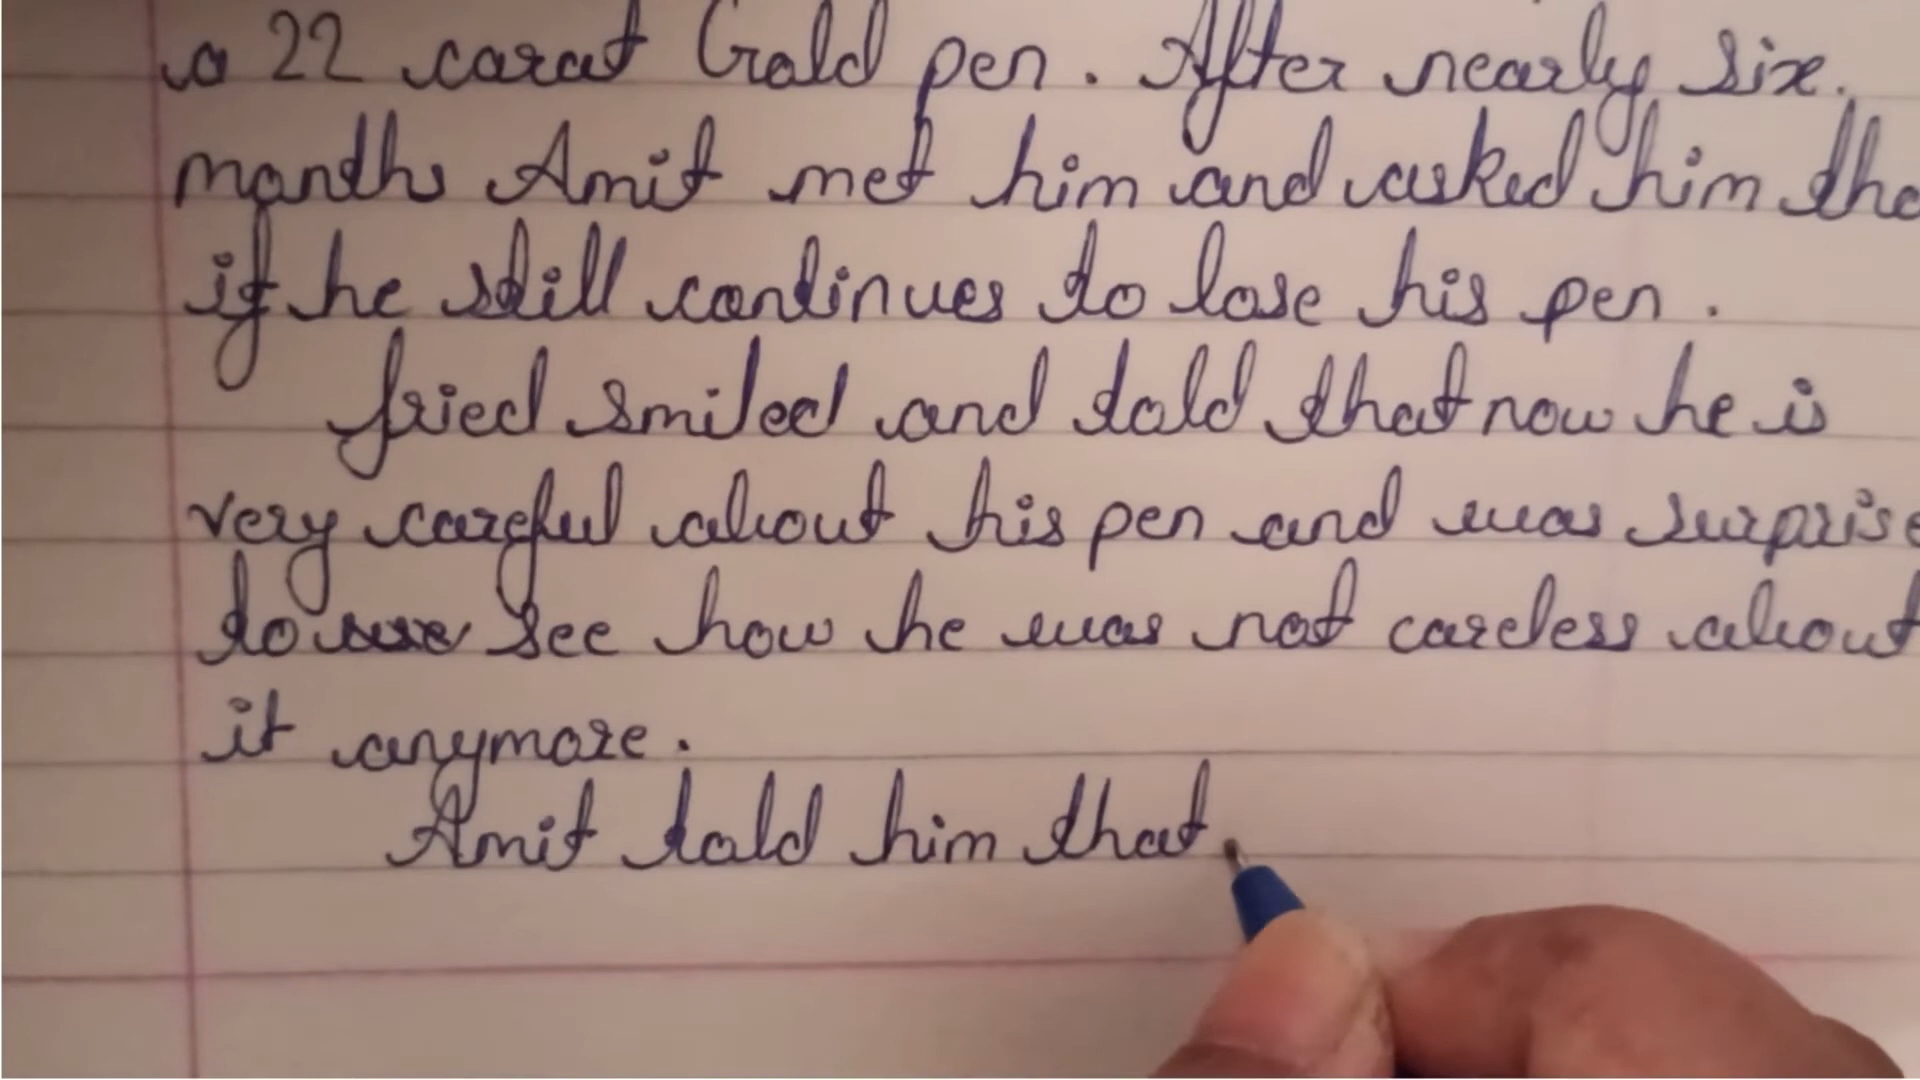 a 22 carat Gold pen. After nearly six.
months Amit met him and asked him tha
if he still continues to lose his pen.
fried smiled and told that now he is
very careful about his pen and was surprise
to see how he was not careless about
it anymore.
Amit told him that